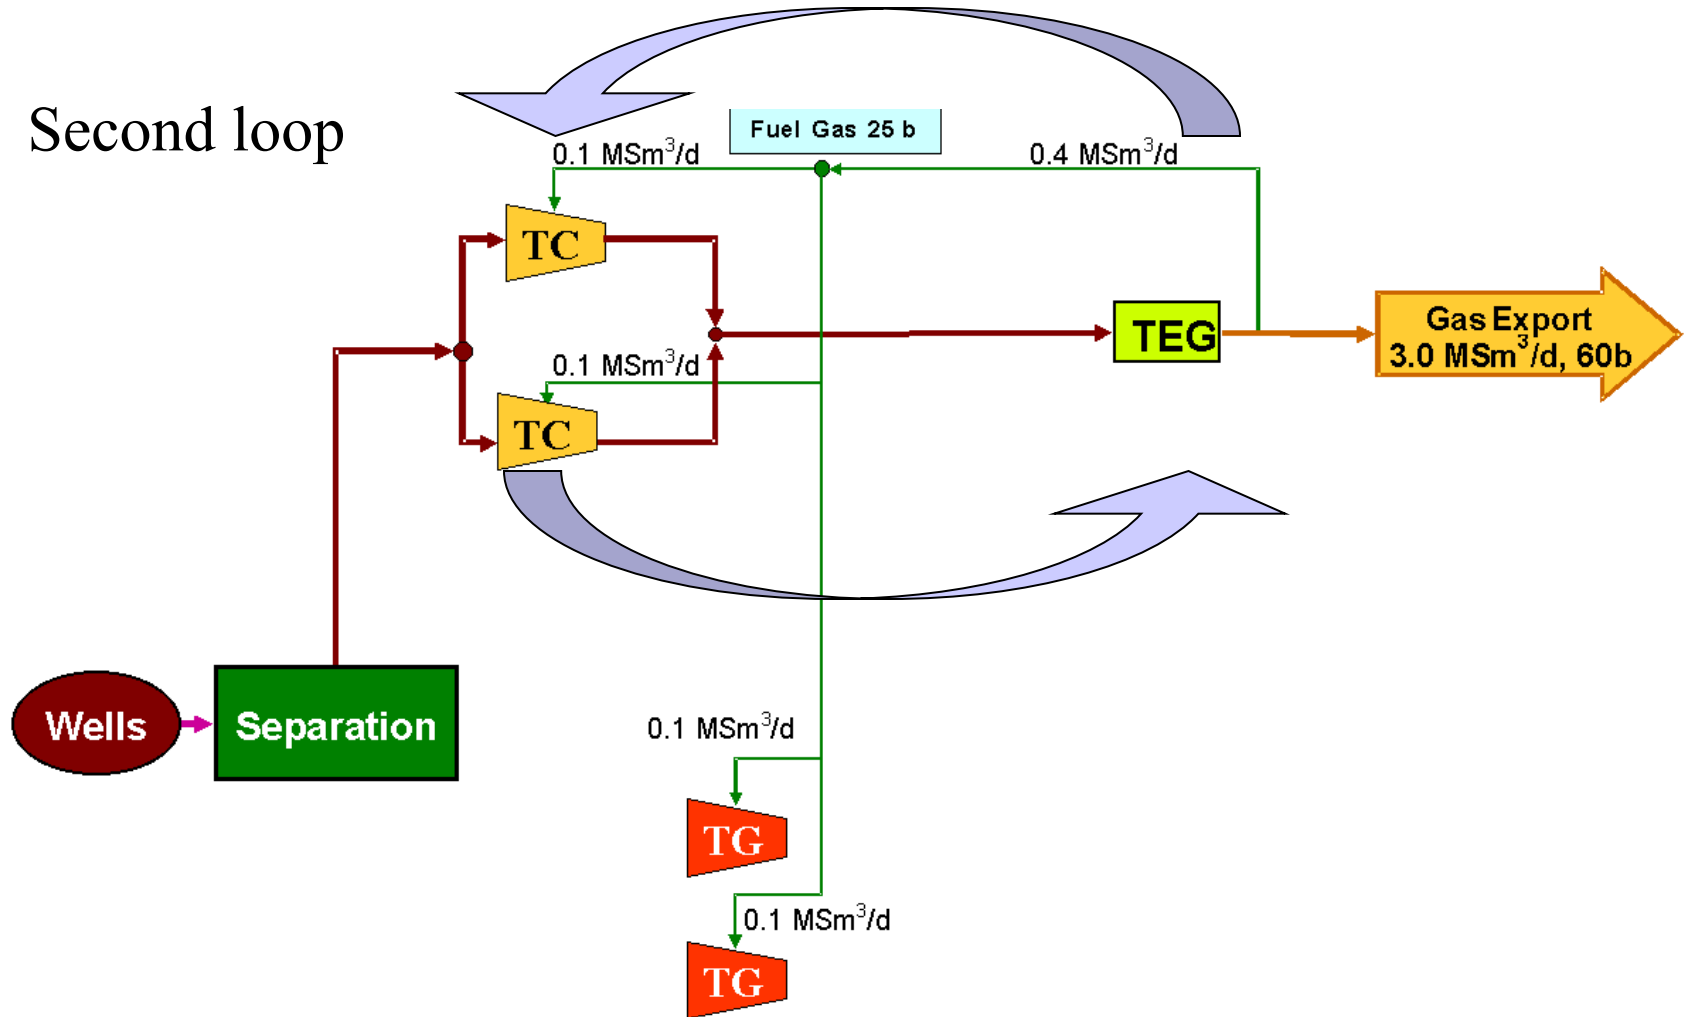 Second loop
Fuel Gas 25 b
0.1 MSm³/d
0.4 MSm³/d
TC
Gas Export
3.0 MSm³/d, 60b
TEG
0.1 MSm³/d
TC
Wells
Separation
0.1 MSm³/d
TG
0.1 MSm³/d
TG